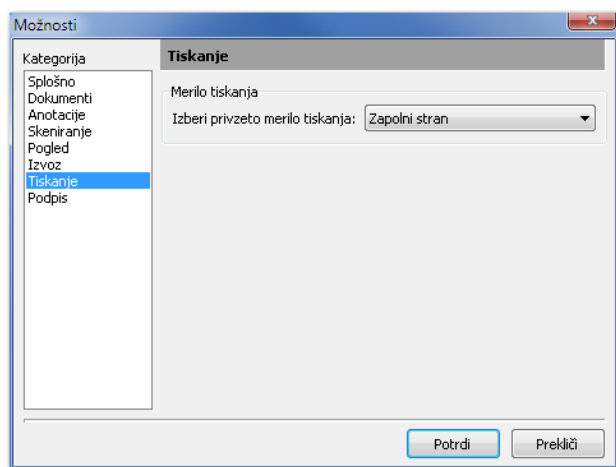 Možnosti
Kategorija
Splošno
Dokumenti
Anotacije
Skeniranje
Pogled
Izvoz
Tiskanje
Podpis
Tiskanje
Merilo tiskanja
Izberi privzeto merilo tiskanja: Zapolni stran
Potrdi Prekliči